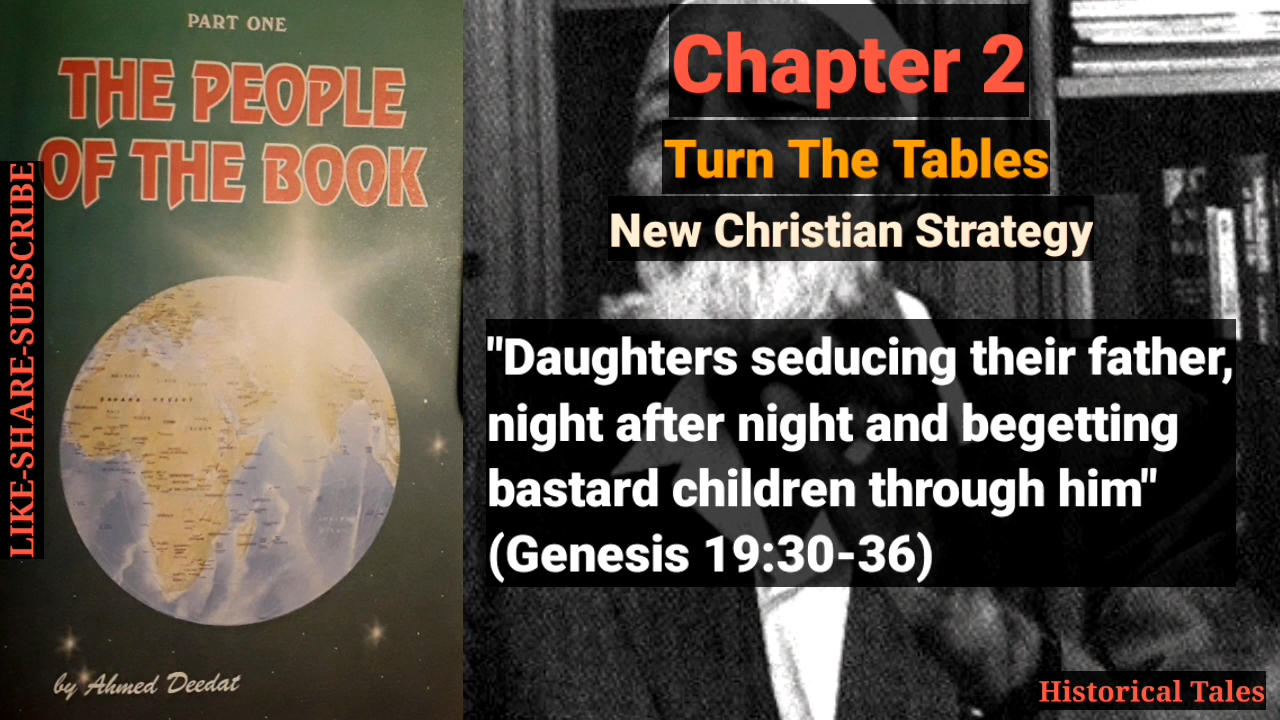 PART ONE
THE PEOPLE
OF THE BOOK
by Ahmed Deedat
LIKE-SHARE-SUBSCRIBE
Chapter 2
Turn The Tables
New Christian Strategy
"Daughters seducing their father,
night after night and begetting
bastard children through him"
(Genesis 19:30-36)
Historical Tales